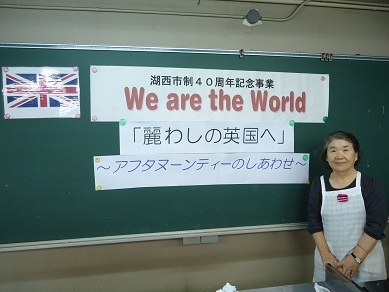 湖西市制40周年記念事業
We are the World
「麗わしの英国へ」
～アフタヌーンティーのしあわせ～